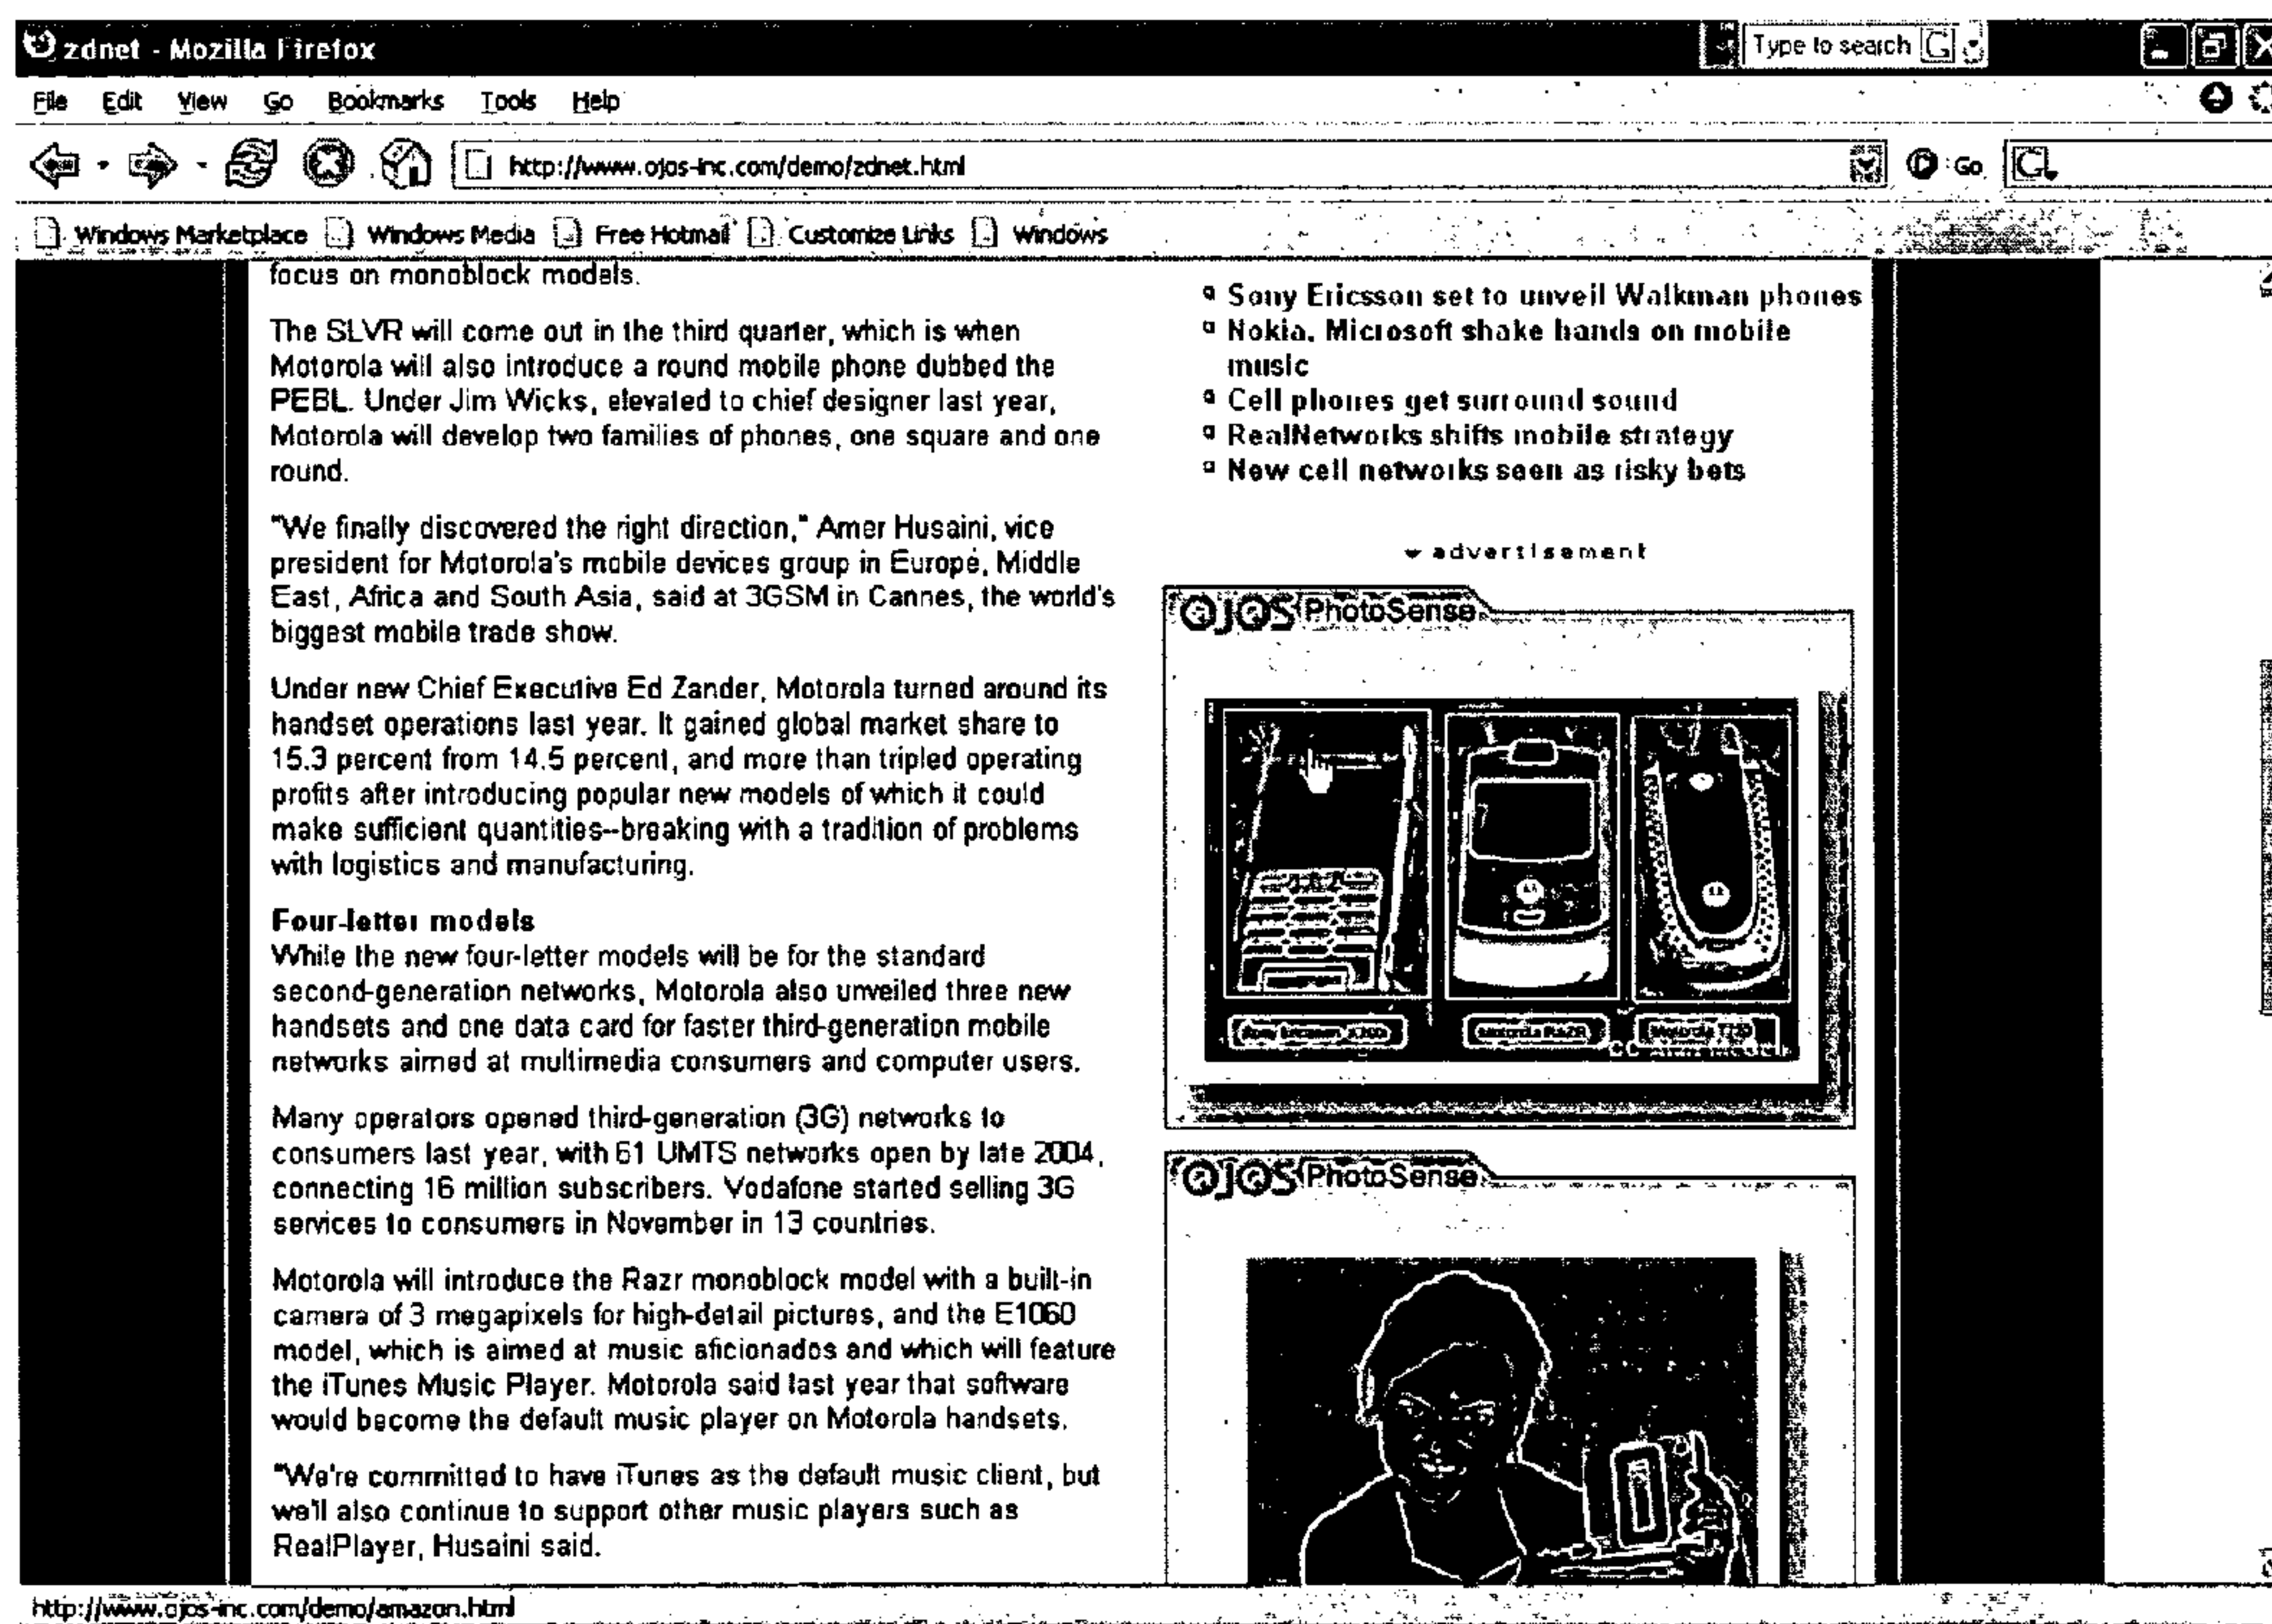 zdnet - Mozilla Firefox
Type to search
File Edit View Go Bookmarks Tools Help
http://www.ojos-inc.com/demo/zdnet.html
Go
Windows Marketplace Windows Media Free Hotmail Customize Links Windows
focus on monoblock models.
The SLVR will come out in the third quarter, which is when
Motorola will also introduce a round mobile phone dubbed the
PEBL. Under Jim Wicks, elevated to chief designer last year,
Motorola will develop two families of phones, one square and one
round.
"We finally discovered the right direction," Amer Husaini, vice
president for Motorola's mobile devices group in Europe, Middle
East, Africa and South Asia, said at 3GSM in Cannes, the world's
biggest mobile trade show.
Under new Chief Executive Ed Zander, Motorola turned around its
handset operations last year. It gained global market share to
15.3 percent from 14.5 percent, and more than tripled operating
profits after introducing popular new models of which it could
make sufficient quantities--breaking with a tradition of problems
with logistics and manufacturing.
Four-letter models
While the new four-letter models will be for the standard
second-generation networks, Motorola also unveiled three new
handsets and one data card for faster third-generation mobile
networks aimed at multimedia consumers and computer users.
Many operators opened third-generation (3G) networks to
consumers last year, with 61 UMTS networks open by late 2004,
connecting 16 million subscribers. Vodafone started selling 3G
services to consumers in November in 13 countries.
Motorola will introduce the Razr monoblock model with a built-in
camera of 3 megapixels for high-detail pictures, and the E1060
model, which is aimed at music aficionados and which will feature
the iTunes Music Player. Motorola said last year that software
would become the default music player on Motorola handsets.
"We're committed to have iTunes as the default music client, but
we'll also continue to support other music players such as
RealPlayer, Husaini said.
Sony Ericsson set to unveil Walkman phones
Nokia, Microsoft shake hands on mobile
music
Cell phones get surround sound
RealNetworks shifts mobile strategy
New cell networks seen as risky bets
advertisement
OJOS PhotoSense
Motorola RAZR
Motorola
OJOS PhotoSense
http://www.ojos-inc.com/demo/amazon.html